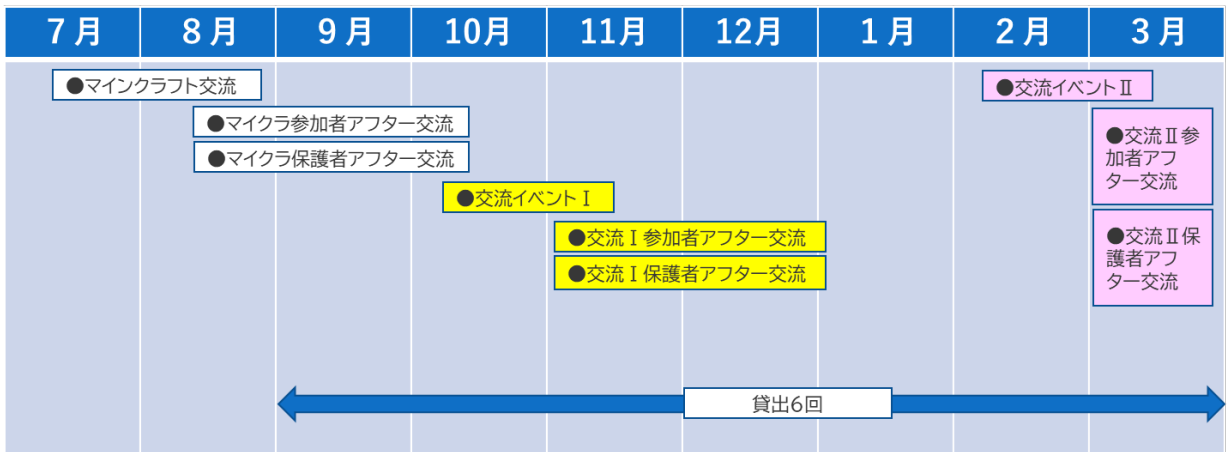 7月 8月 9月 10月 11月 12月 1月 2月 3月
●マインクラフト交流
●交流イベントⅡ
●マイクラ参加者アフター交流
●マイクラ保護者アフター交流
●交流Ⅱ参
加者アフ
ター交流
●交流イベントⅠ
●交流Ⅰ参加者アフター交流
●交流Ⅰ保護者アフター交流
●交流Ⅱ保
護者アフ
ター交流
貸出6回